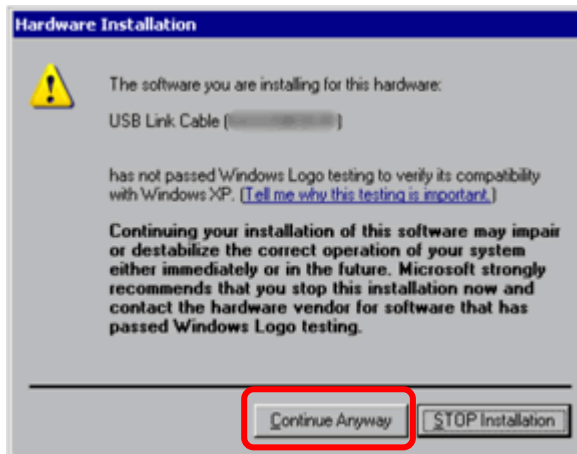 Hardware Installation
The software you are installing for this hardware:
USB Link Cable ( )
has not passed Windows Logo testing to verify its compatibility
with Windows XP. (Tell me why this testing is important.)
Continuing your installation of this software may impair
or destabilize the correct operation of your system
either immediately or in the future. Microsoft strongly
recommends that you stop this installation now and
contact the hardware vendor for software that has
passed Windows Logo testing.
Continue Anyway
STOP Installation